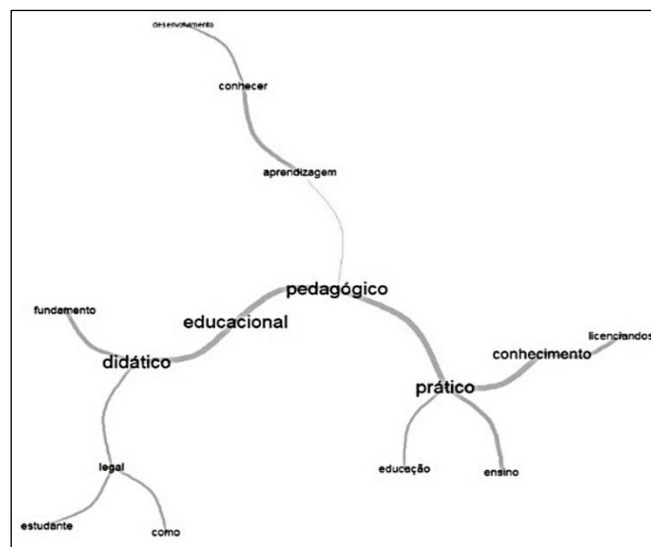 desenvolvimento
conhecer
aprendizagem
pedagógico
fundamento
educacional
licenciandos
conhecimento
didático
prático
legal
educação
ensino
estudante
como